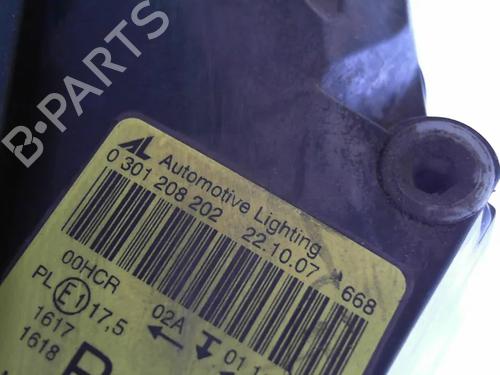 B-PARTS
AL Automotive Lighting
0 301 208 202 22.10.07
668
00HCR 02A
PL E1 17,5
1617
1618